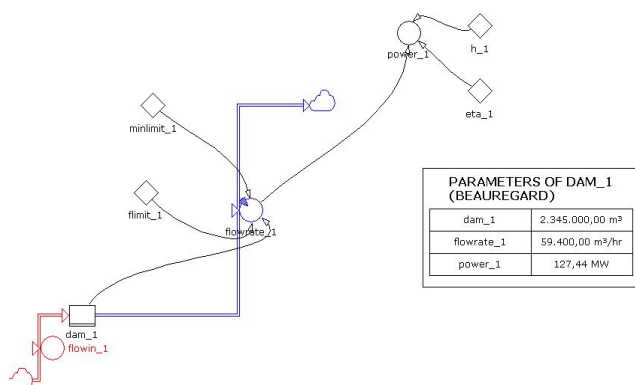 h_1
power_1
eta_1
minlimit_1
flimit_1
flowrate_1
dam_1
flowin_1
PARAMETERS OF DAM_1
(BEAUREGARD)
dam_1 2.345.000,00 m³
flowrate_1 59.400,00 m³/hr
power_1 127,44 MW